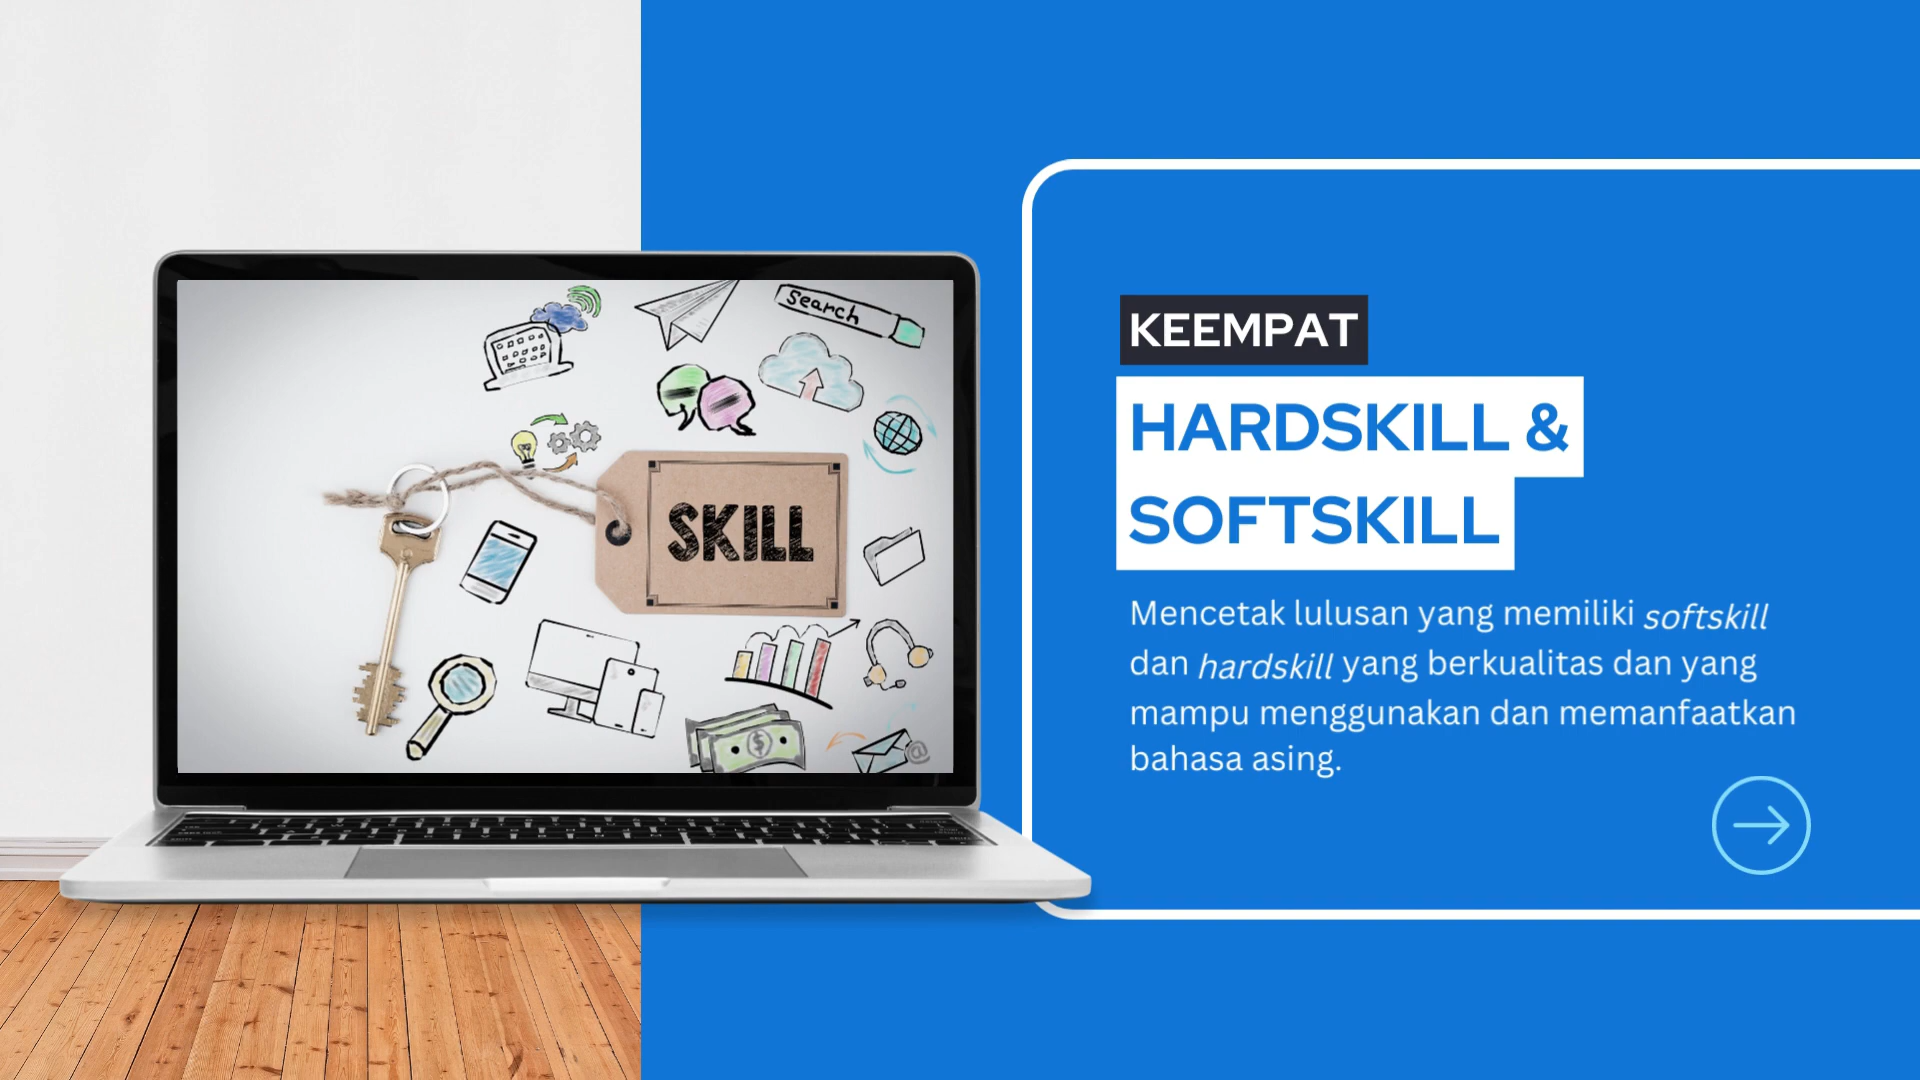 Search
SKILL
KEEMPAT
HARDSKILL &
SOFTSKILL
Mencetak lulusan yang memiliki softskill
dan hardskill yang berkualitas dan yang
mampu menggunakan dan memanfaatkan
bahasa asing.